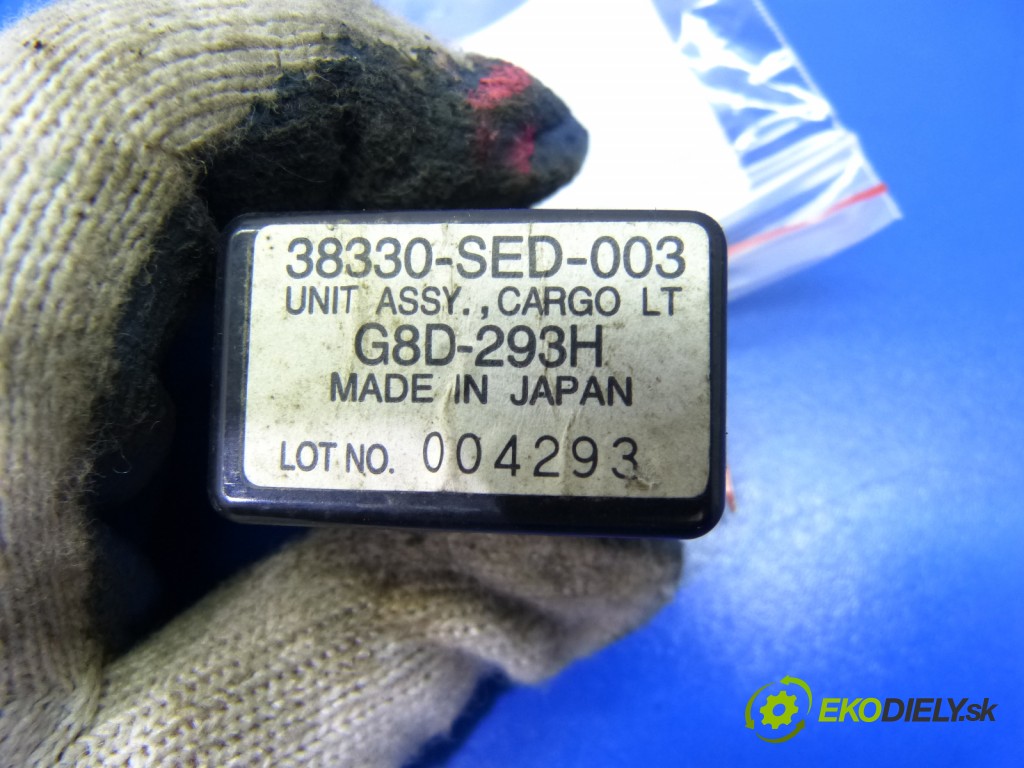 38330-SED-003
UNIT ASSY., CARGO LT
G8D-293H
MADE IN JAPAN
LOT NO. 004293
EKODIELY.sk